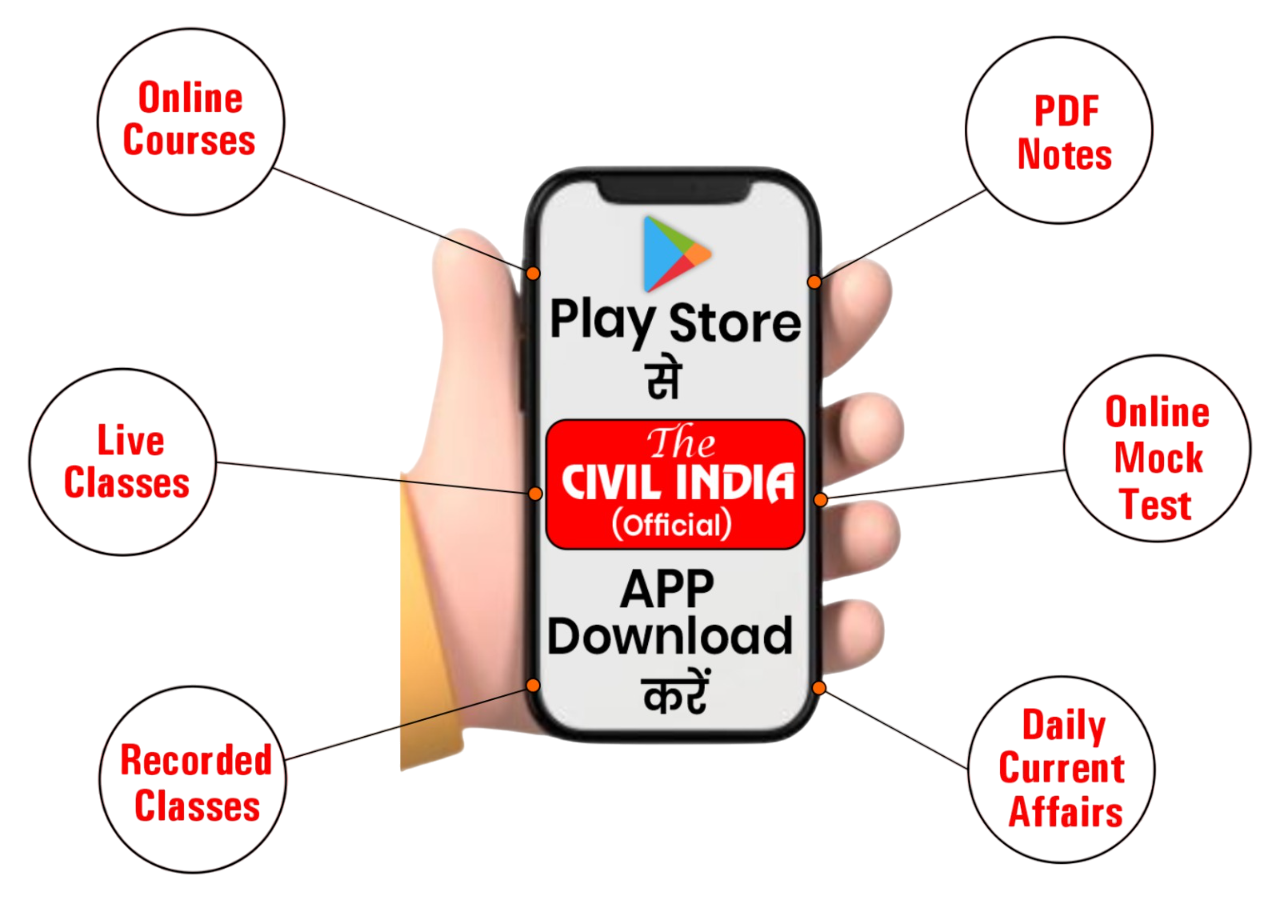 Online
Courses
Live
Classes
Recorded
Classes
Play Store
से
The
CIVIL INDIA
(Official)
APP
Download
करें
PDF
Notes
Online
Mock
Test
Daily
Current
Affairs